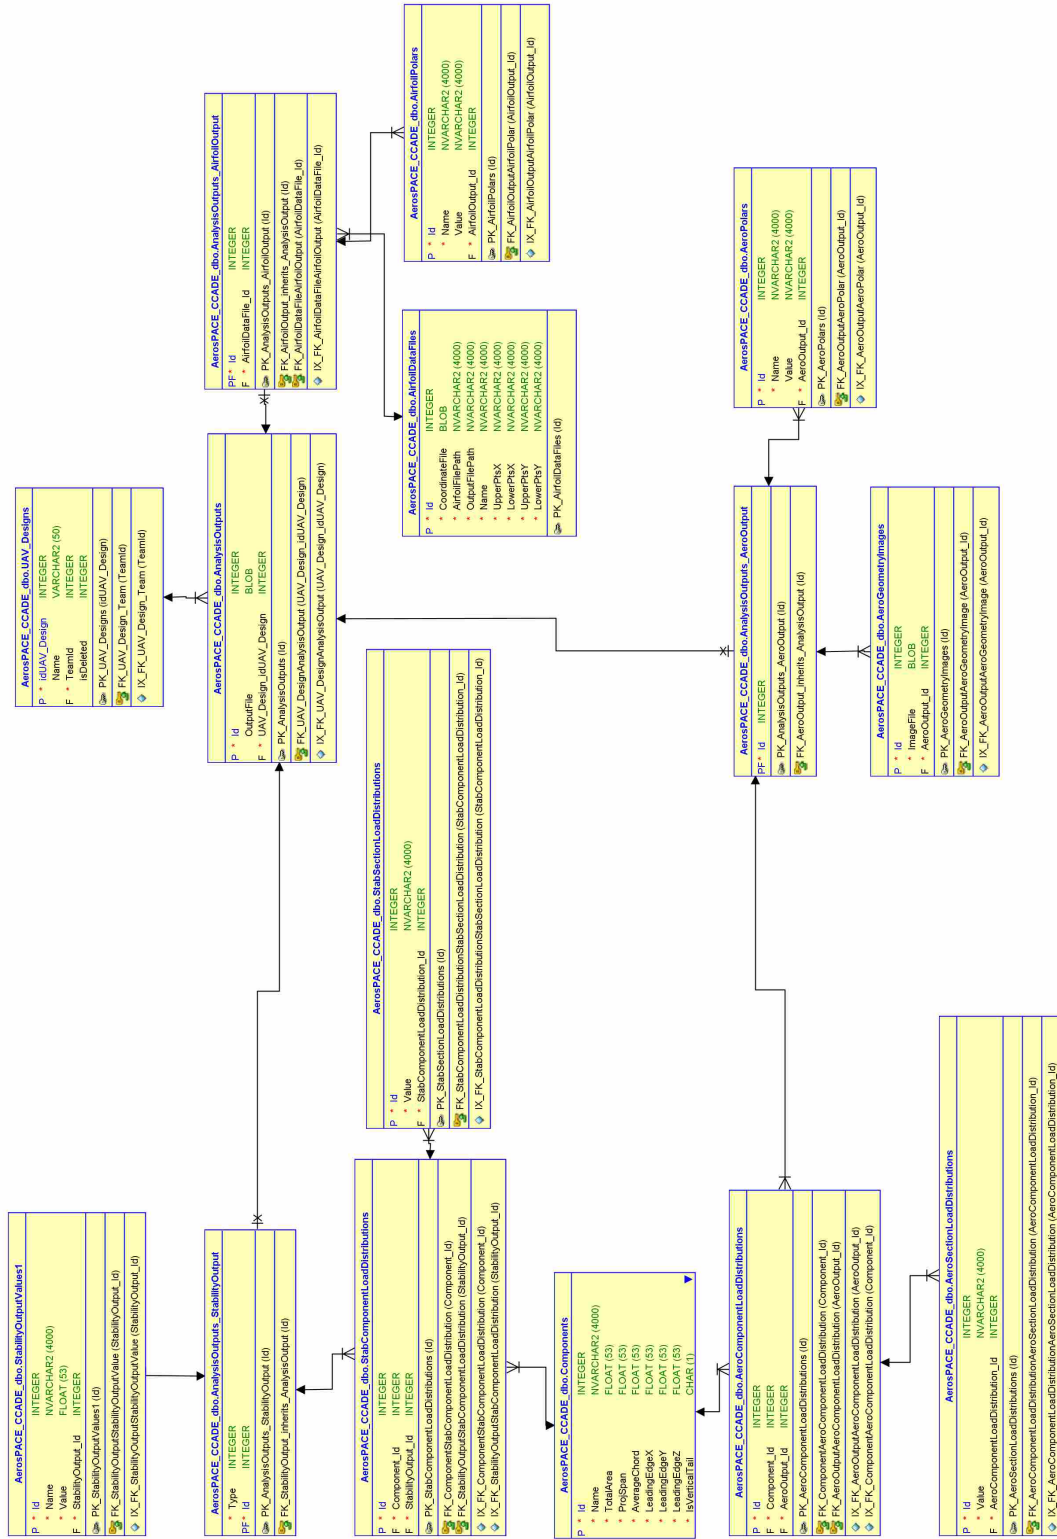 AerosPACE_CCADE_dbo.StabilityOutputValues1
P * Id INTEGER
* Name NVARCHAR2 (4000)
* Value FLOAT (53)
F * StabilityOutput_Id INTEGER
PK_StabilityOutputValues1 (Id)
FK_StabilityOutputStabilityOutputValue (StabilityOutput_Id)
IX_FK_StabilityOutputStabilityOutputValue (StabilityOutput_Id)
AerosPACE_CCADE_dbo.UAV_Designs
P * idUAV_Design INTEGER
Name VARCHAR2 (50)
F * TeamId INTEGER
isDeleted INTEGER
PK_UAV_Designs (idUAV_Design)
FK_UAV_Design_Team (TeamId)
IX_FK_UAV_Design_Team (TeamId)
AerosPACE_CCADE_dbo.AnalysisOutputs_StabilityOutput
* Type INTEGER
PF* Id INTEGER
PK_AnalysisOutputs_StabilityOutput (Id)
FK_StabilityOutput_inherits_AnalysisOutput (Id)
AerosPACE_CCADE_dbo.AnalysisOutputs
P * Id INTEGER
OutputFile BLOB
F * UAV_Design_idUAV_Design INTEGER
PK_AnalysisOutputs (Id)
FK_UAV_DesignAnalysisOutput (UAV_Design_idUAV_Design)
IX_FK_UAV_DesignAnalysisOutput (UAV_Design_idUAV_Design)
AerosPACE_CCADE_dbo.AnalysisOutputs_AirfoilOutput
PF* Id INTEGER
F * AirfoilDataFile_Id INTEGER
PK_AnalysisOutputs_AirfoilOutput (Id)
FK_AirfoilOutput_inherits_AnalysisOutput (Id)
FK_AirfoilDataFileAirfoilOutput (AirfoilDataFile_Id)
IX_FK_AirfoilDataFileAirfoilOutput (AirfoilDataFile_Id)
AerosPACE_CCADE_dbo.StabComponentLoadDistributions
P * Id INTEGER
F * Component_Id INTEGER
F * StabilityOutput_Id INTEGER
PK_StabComponentLoadDistributions (Id)
FK_ComponentStabComponentLoadDistribution (Component_Id)
FK_StabilityOutputStabComponentLoadDistribution (StabilityOutput_Id)
IX_FK_ComponentStabComponentLoadDistribution (Component_Id)
IX_FK_StabilityOutputStabComponentLoadDistribution (StabilityOutput_Id)
AerosPACE_CCADE_dbo.StabSectionLoadDistributions
P * Id INTEGER
* Value NVARCHAR2 (4000)
F * StabComponentLoadDistribution_Id INTEGER
PK_StabSectionLoadDistributions (Id)
FK_StabComponentLoadDistributionStabSectionLoadDistribution (StabComponentLoadDistribution_Id)
IX_FK_StabComponentLoadDistributionStabSectionLoadDistribution (StabComponentLoadDistribution_Id)
AerosPACE_CCADE_dbo.AirfoilDataFiles
P * Id INTEGER
* CoordinateFile BLOB
* AirfoilFilePath NVARCHAR2 (4000)
* OutputFilePath NVARCHAR2 (4000)
* Name NVARCHAR2 (4000)
* UpperPtsX NVARCHAR2 (4000)
* LowerPtsX NVARCHAR2 (4000)
* UpperPtsY NVARCHAR2 (4000)
* LowerPtsY NVARCHAR2 (4000)
PK_AirfoilDataFiles (Id)
AerosPACE_CCADE_dbo.AirfoilPolars
P * Id INTEGER
* Name NVARCHAR2 (4000)
Value NVARCHAR2 (4000)
F * AirfoilOutput_Id INTEGER
PK_AirfoilPolars (Id)
FK_AirfoilOutputAirfoilPolar (AirfoilOutput_Id)
IX_FK_AirfoilOutputAirfoilPolar (AirfoilOutput_Id)
AerosPACE_CCADE_dbo.Components
P * Id INTEGER
* Name NVARCHAR2 (4000)
* TotalArea FLOAT (53)
* ProjSpan FLOAT (53)
* AverageChord FLOAT (53)
* LeadingEdgeX FLOAT (53)
* LeadingEdgeY FLOAT (53)
* LeadingEdgeZ FLOAT (53)
* IsVerticalTail CHAR (1)
AerosPACE_CCADE_dbo.AeroComponentLoadDistributions
P * Id INTEGER
F * Component_Id INTEGER
F * AeroOutput_Id INTEGER
PK_AeroComponentLoadDistributions (Id)
FK_ComponentAeroComponentLoadDistribution (Component_Id)
FK_AeroOutputAeroComponentLoadDistribution (AeroOutput_Id)
IX_FK_AeroOutputAeroComponentLoadDistribution (AeroOutput_Id)
IX_FK_ComponentAeroComponentLoadDistribution (Component_Id)
AerosPACE_CCADE_dbo.AnalysisOutputs_AeroOutput
PF* Id INTEGER
PK_AnalysisOutputs_AeroOutput (Id)
FK_AeroOutput_inherits_AnalysisOutput (Id)
AerosPACE_CCADE_dbo.AeroPolars
P * Id INTEGER
* Name NVARCHAR2 (4000)
Value NVARCHAR2 (4000)
F * AeroOutput_Id INTEGER
PK_AeroPolars (Id)
FK_AeroOutputAeroPolar (AeroOutput_Id)
IX_FK_AeroOutputAeroPolar (AeroOutput_Id)
AerosPACE_CCADE_dbo.AeroGeometryImages
P * Id INTEGER
* ImageFile BLOB
F * AeroOutput_Id INTEGER
PK_AeroGeometryImages (Id)
FK_AeroOutputAeroGeometryImage (AeroOutput_Id)
IX_FK_AeroOutputAeroGeometryImage (AeroOutput_Id)
AerosPACE_CCADE_dbo.AeroSectionLoadDistributions
P * Id INTEGER
* Value NVARCHAR2 (4000)
F * AeroComponentLoadDistribution_Id INTEGER
PK_AeroSectionLoadDistributions (Id)
FK_AeroComponentLoadDistributionAeroSectionLoadDistribution (AeroComponentLoadDistribution_Id)
IX_FK_AeroComponentLoadDistributionAeroSectionLoadDistribution (AeroComponentLoadDistribution_Id)